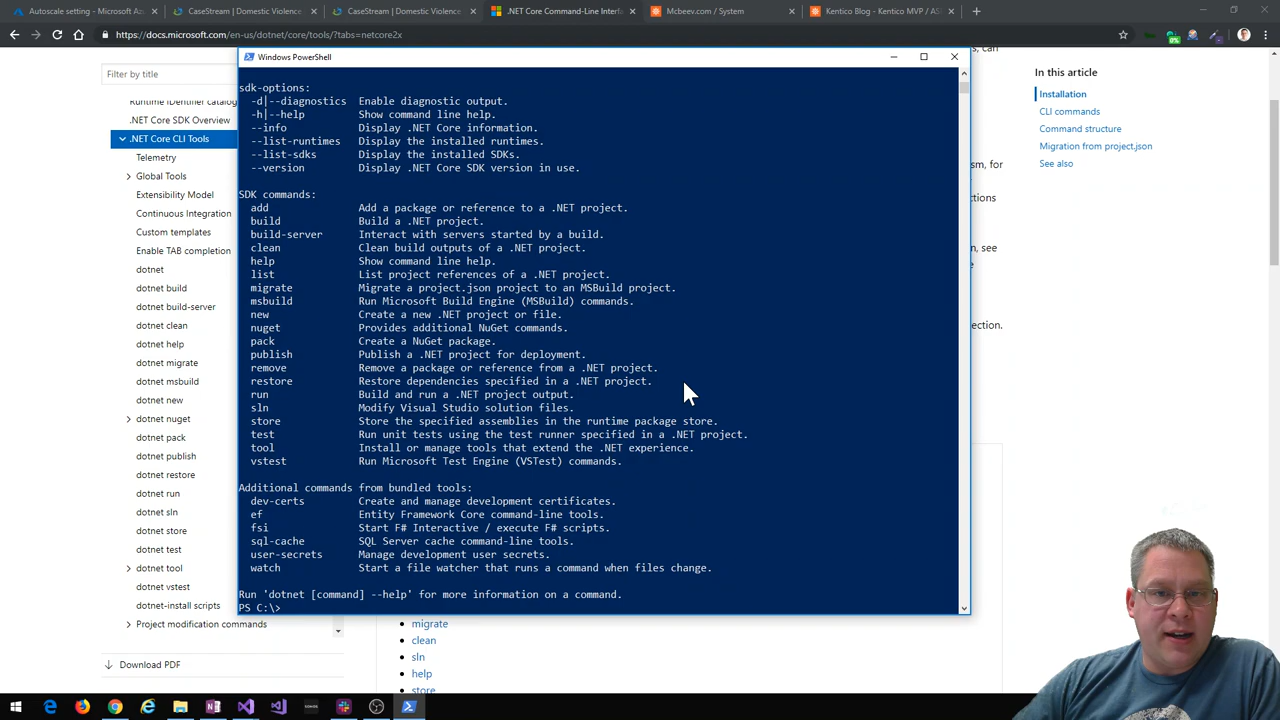 Autoscale setting - Microsoft Az
CaseStream | Domestic Violence
CaseStream | Domestic Violence
.NET Core Command-Line Interfa
Mcbeev.com / System
Kentico Blog - Kentico MVP / AS
https://docs.microsoft.com/en-us/dotnet/core/tools/?tabs=netcore2x
Filter by title
Runtime IDentifier catalog
.NET Core SDK Overview
.NET Core CLI Tools
Telemetry
Global Tools
Extensibility Model
Continuous Integration
Custom templates
Enable TAB completion
dotnet
dotnet build
dotnet build-server
dotnet clean
dotnet help
dotnet migrate
dotnet msbuild
dotnet new
dotnet nuget
dotnet pack
dotnet publish
dotnet restore
dotnet run
dotnet sln
dotnet store
dotnet test
dotnet tool
dotnet vstest
dotnet-install scripts
Project modification commands
Download PDF
Windows PowerShell
sdk-options:
-d|--diagnostics Enable diagnostic output.
-h|--help Show command line help.
--info Display .NET Core information.
--list-runtimes Display the installed runtimes.
--list-sdks Display the installed SDKs.
--version Display .NET Core SDK version in use.
SDK commands:
add Add a package or reference to a .NET project.
build Build a .NET project.
build-server Interact with servers started by a build.
clean Clean build outputs of a .NET project.
help Show command line help.
list List project references of a .NET project.
migrate Migrate a project.json project to an MSBuild project.
msbuild Run Microsoft Build Engine (MSBuild) commands.
new Create a new .NET project or file.
nuget Provides additional NuGet commands.
pack Create a NuGet package.
publish Publish a .NET project for deployment.
remove Remove a package or reference from a .NET project.
restore Restore dependencies specified in a .NET project.
run Build and run a .NET project output.
sln Modify Visual Studio solution files.
store Store the specified assemblies in the runtime package store.
test Run unit tests using the test runner specified in a .NET project.
tool Install or manage tools that extend the .NET experience.
vstest Run Microsoft Test Engine (VSTest) commands.
Additional commands from bundled tools:
dev-certs Create and manage development certificates.
ef Entity Framework Core command-line tools.
fsi Start F# Interactive / execute F# scripts.
sql-cache SQL Server cache command-line tools.
user-secrets Manage development user secrets.
watch Start a file watcher that runs a command when files change.
Run 'dotnet [command] --help' for more information on a command.
PS C:\>
migrate
clean
sln
help
store
can
sm, for
ctions
m, see
e
ection.
In this article
Installation
CLI commands
Command structure
Migration from project.json
See also